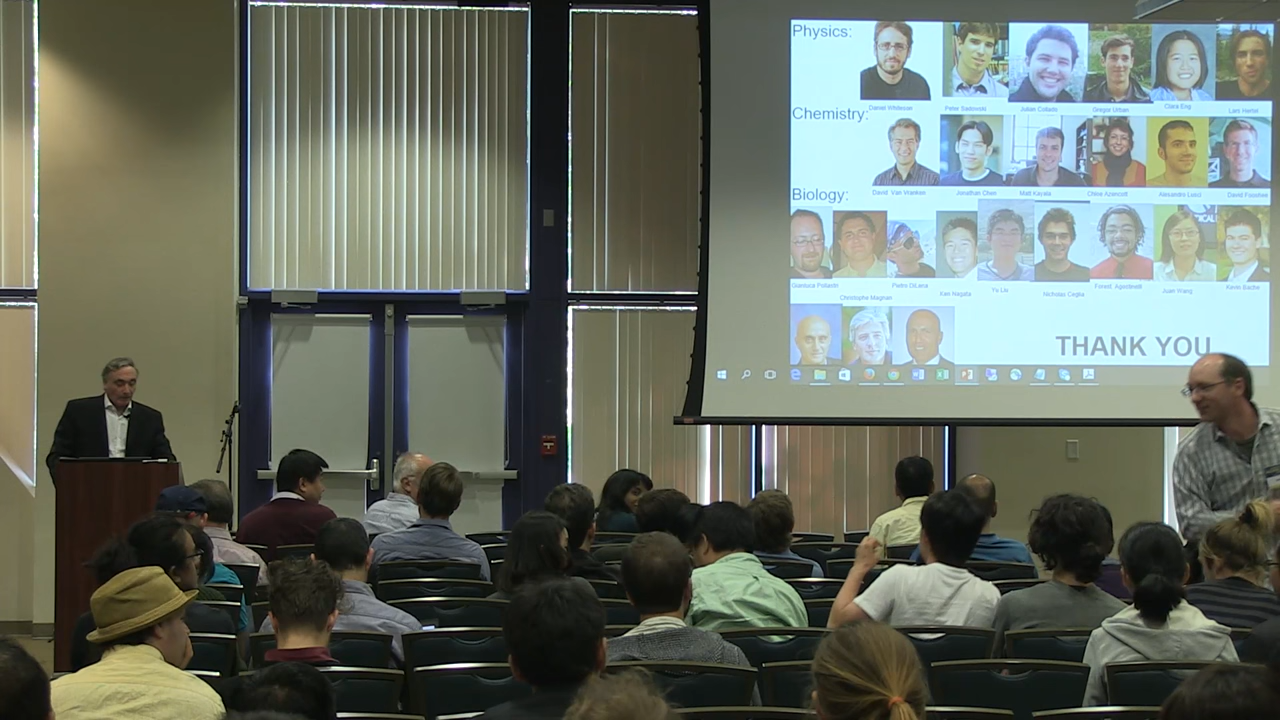 Physics:
Daniel Whiteson Peter Sadowski Julian Collado Gregor Urban Clara Eng Lars Hertel
Chemistry:
David Van Vranken Jonathan Chen Matt Kayala Chloe Azencott Alesandro Lusci David Fooshee
Biology:
Gianluca Pollastri Pietro DiLena Ken Nagata Yu Liu Nicholas Ceglia Forest Agostinelli Juan Wang Kevin Bache
Christophe Magnan
THANK YOU